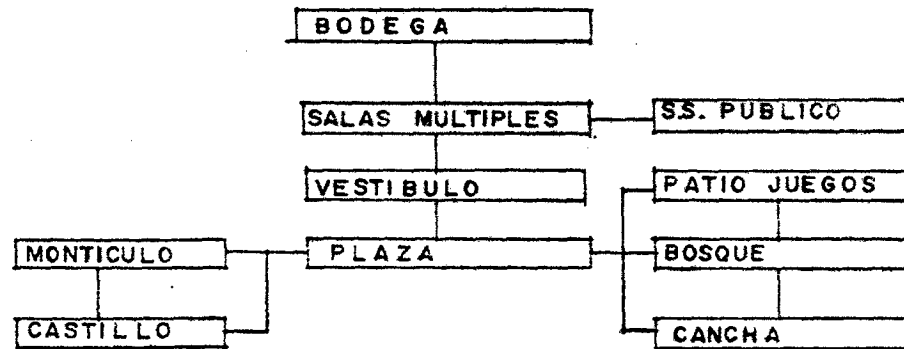 BODEGA
SALAS MULTIPLES
S.S. PUBLICO
VESTIBULO
PATIO JUEGOS
MONTICULO
PLAZA
BOSQUE
CASTILLO
CANCHA